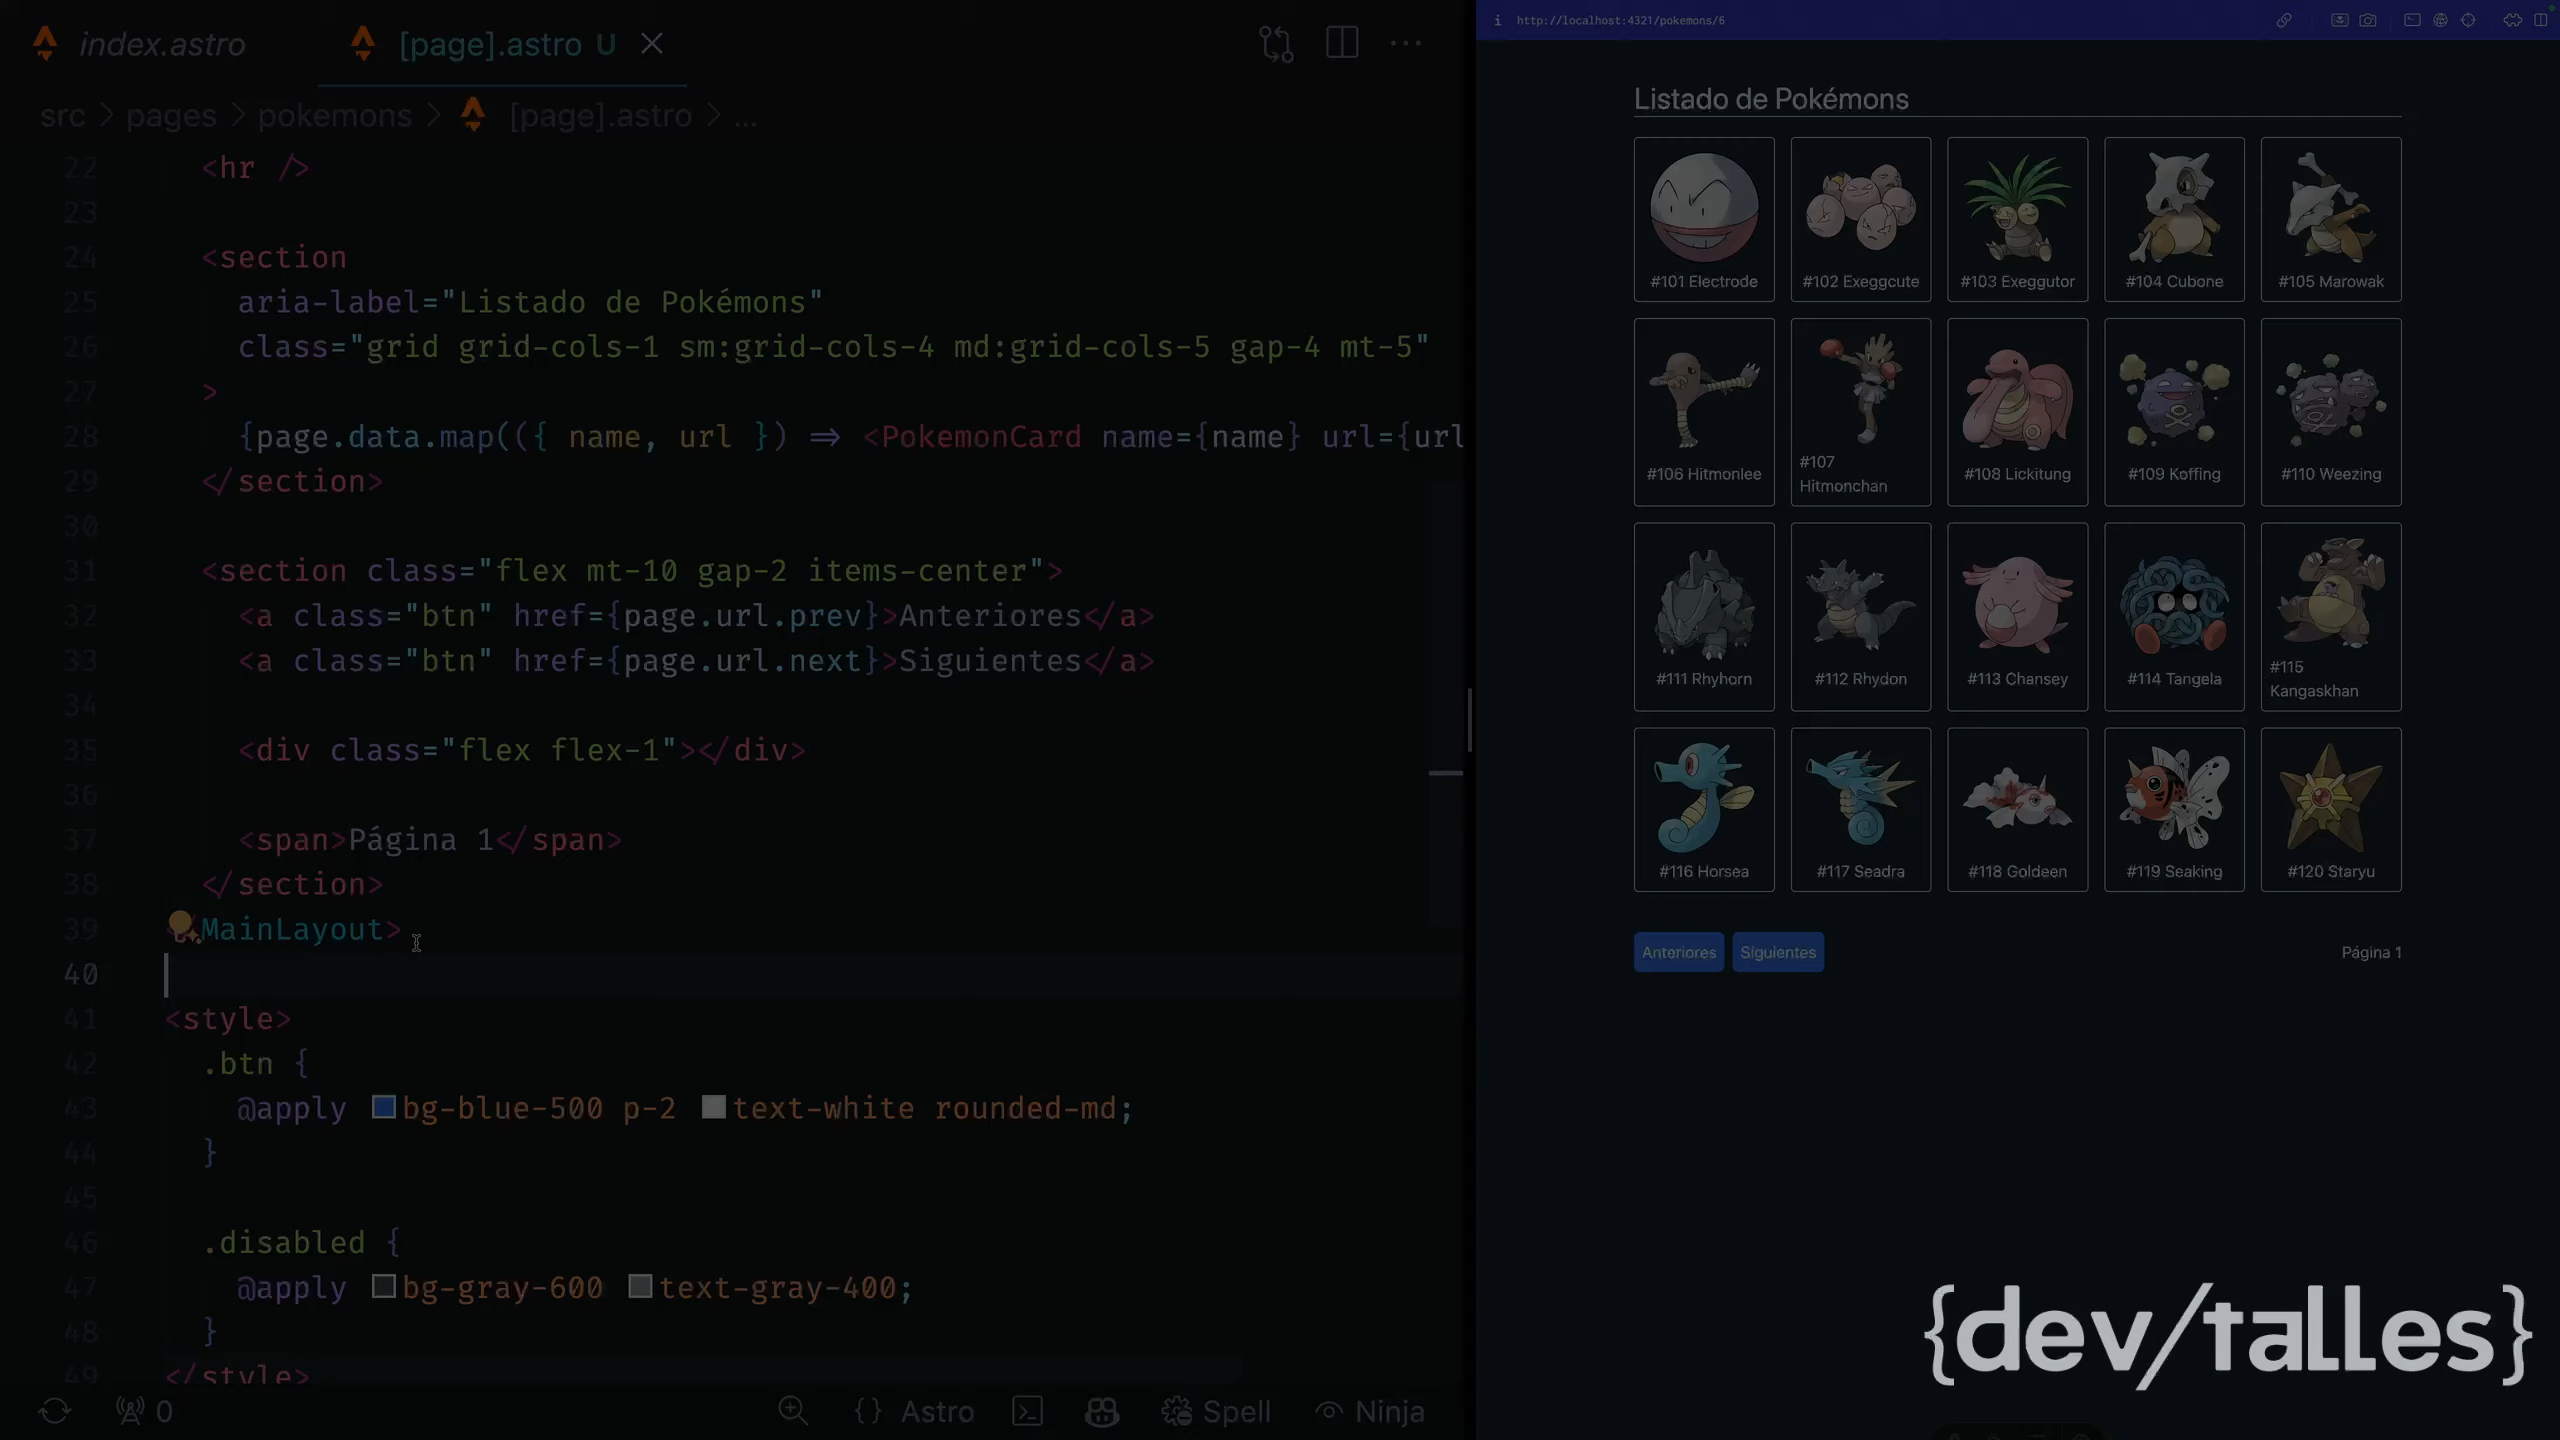 index.astro
[page].astro U
src > pages > pokemons > [page].astro > ...
22 <hr />
23
24 <section
25 aria-label="Listado de Pokémons"
26 class="grid grid-cols-1 sm:grid-cols-4 md:grid-cols-5 gap-4 mt-5"
27 >
28 {page.data.map(({ name, url }) => <PokemonCard name={name} url={url
29 </section>
30
31 <section class="flex mt-10 gap-2 items-center">
32 <a class="btn" href={page.url.prev}>Anteriores</a>
33 <a class="btn" href={page.url.next}>Siguientes</a>
34
35 <div class="flex flex-1"></div>
36
37 <span>Página 1</span>
38 </section>
39 MainLayout>
40
41 <style>
42 .btn {
43 @apply bg-blue-500 p-2 text-white rounded-md;
44 }
45
46 .disabled {
47 @apply bg-gray-600 text-gray-400;
48 }
49 </style>
0
{} Astro
Spell
Ninja
http://localhost:4321/pokemons/6
Listado de Pokémons
#101 Electrode
#102 Exeggcute
#103 Exeggutor
#104 Cubone
#105 Marowak
#106 Hitmonlee
#107
Hitmonchan
#108 Lickitung
#109 Koffing
#110 Weezing
#111 Rhyhorn
#112 Rhydon
#113 Chansey
#114 Tangela
#115
Kangaskhan
#116 Horsea
#117 Seadra
#118 Goldeen
#119 Seaking
#120 Staryu
Anteriores
Siguientes
Página 1
{dev/talles}